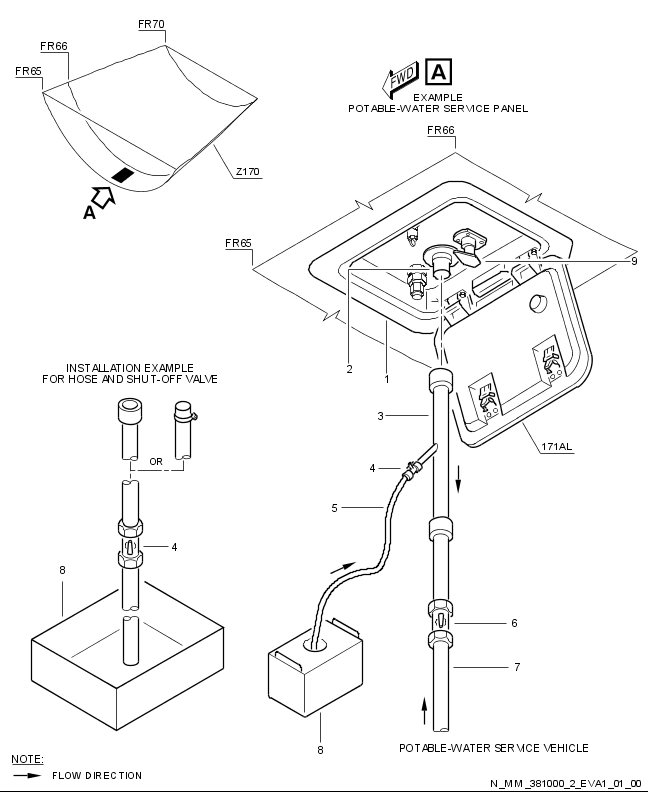 FR70
FR66
FR65
Z170
A
FWD
A
EXAMPLE
POTABLE-WATER SERVICE PANEL
FR66
FR65
9
2
1
INSTALLATION EXAMPLE
FOR HOSE AND SHUT-OFF VALVE
3
171AL
OR
4
5
4
8
6
7
8
POTABLE-WATER SERVICE VEHICLE
NOTE:
FLOW DIRECTION
N_MM_381000_2_EVA1_01_00